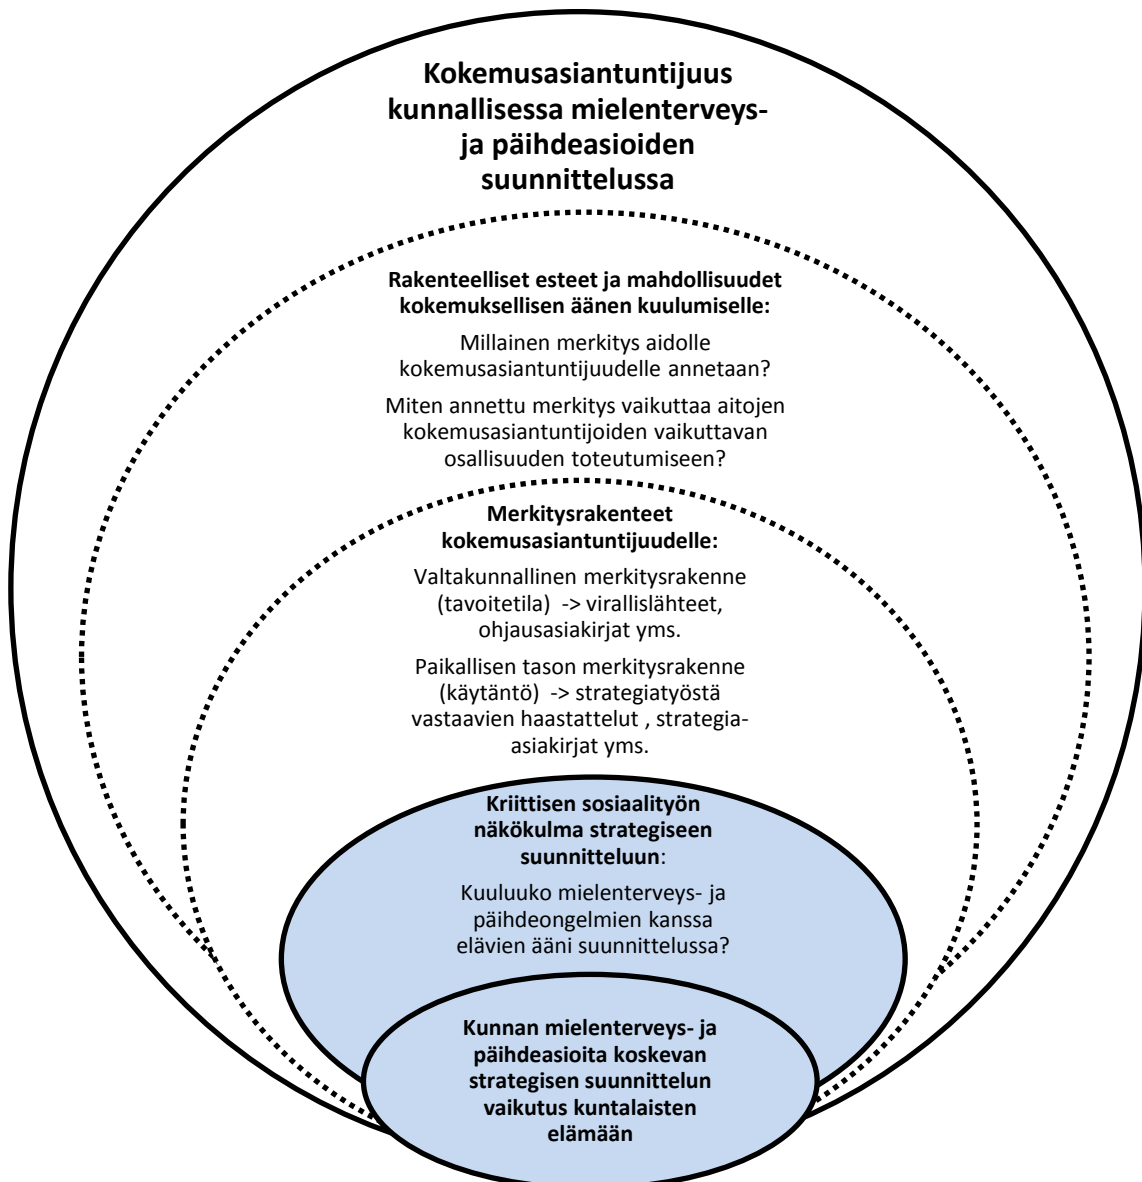 Kokemusasiantuntijuus
kunnallisessa mielenterveys-
ja päihdeasioiden
suunnittelussa
Rakenteelliset esteet ja mahdollisuudet
kokemuksellisen äänen kuulumiselle:
Millainen merkitys aidolle
kokemusasiantuntijuudelle annetaan?
Miten annettu merkitys vaikuttaa aitojen
kokemusasiantuntijoiden vaikuttavan
osallisuuden toteutumiseen?
Merkitysrakenteet
kokemusasiantuntijuudelle:
Valtakunnallinen merkitysrakenne
(tavoitetila) -> virallislähteet,
ohjausasiakirjat yms.
Paikallisen tason merkitysrakenne
(käytäntö) -> strategiatyöstä
vastaavien haastattelut , strategia-
asiakirjat yms.
Kriittisen sosiaalityön
näkökulma strategiseen
suunnitteluun:
Kuuluuko mielenterveys- ja
päihdeongelmien kanssa
elävien ääni suunnittelussa?
Kunnan mielenterveys- ja
päihdeasioita koskevan
strategisen suunnittelun
vaikutus kuntalaisten
elämään